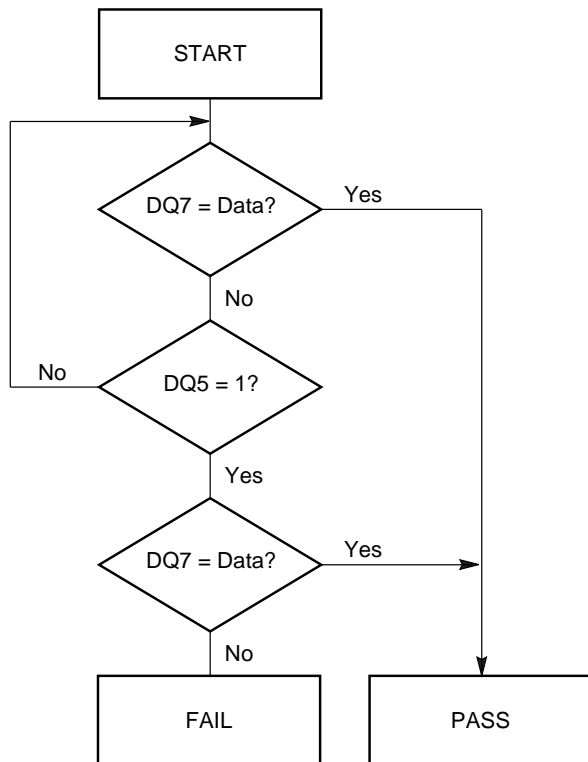 START
DQ7 = Data?
Yes
No
DQ5 = 1?
No
Yes
DQ7 = Data?
Yes
No
FAIL
PASS